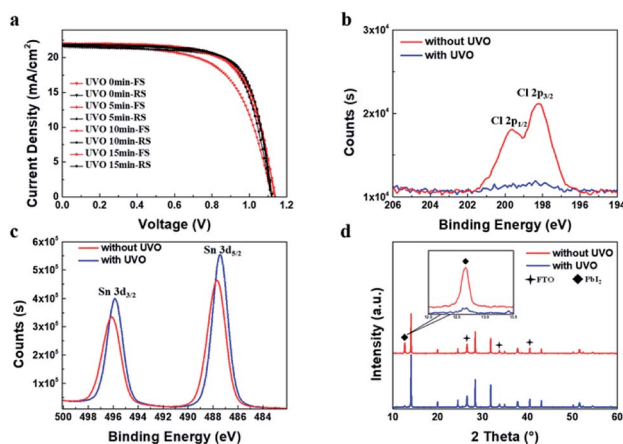 a
Current Density (mA/cm²)
25
20
15
10
5
0
UVO 0min-FS
UVO 0min-RS
UVO 5min-FS
UVO 5min-RS
UVO 10min-FS
UVO 10min-RS
UVO 15min-FS
UVO 15min-RS
0.0 0.2 0.4 0.6 0.8 1.0 1.2
Voltage (V)
b
Counts (s)
3x10⁴
2x10⁴
1x10⁴
without UVO
with UVO
Cl 2p₁/₂
Cl 2p₃/₂
206 204 202 200 198 196 194
Binding Energy (eV)
c
Counts (s)
6x10⁵
5x10⁵
4x10⁵
3x10⁵
2x10⁵
1x10⁵
without UVO
with UVO
Sn 3d₃/₂
Sn 3d₅/₂
500 498 496 494 492 490 488 486 484
Binding Energy (eV)
d
Intensity (a.u.)
without UVO
with UVO
FTO PbI₂
10 20 30 40 50 60
2 Theta (°)